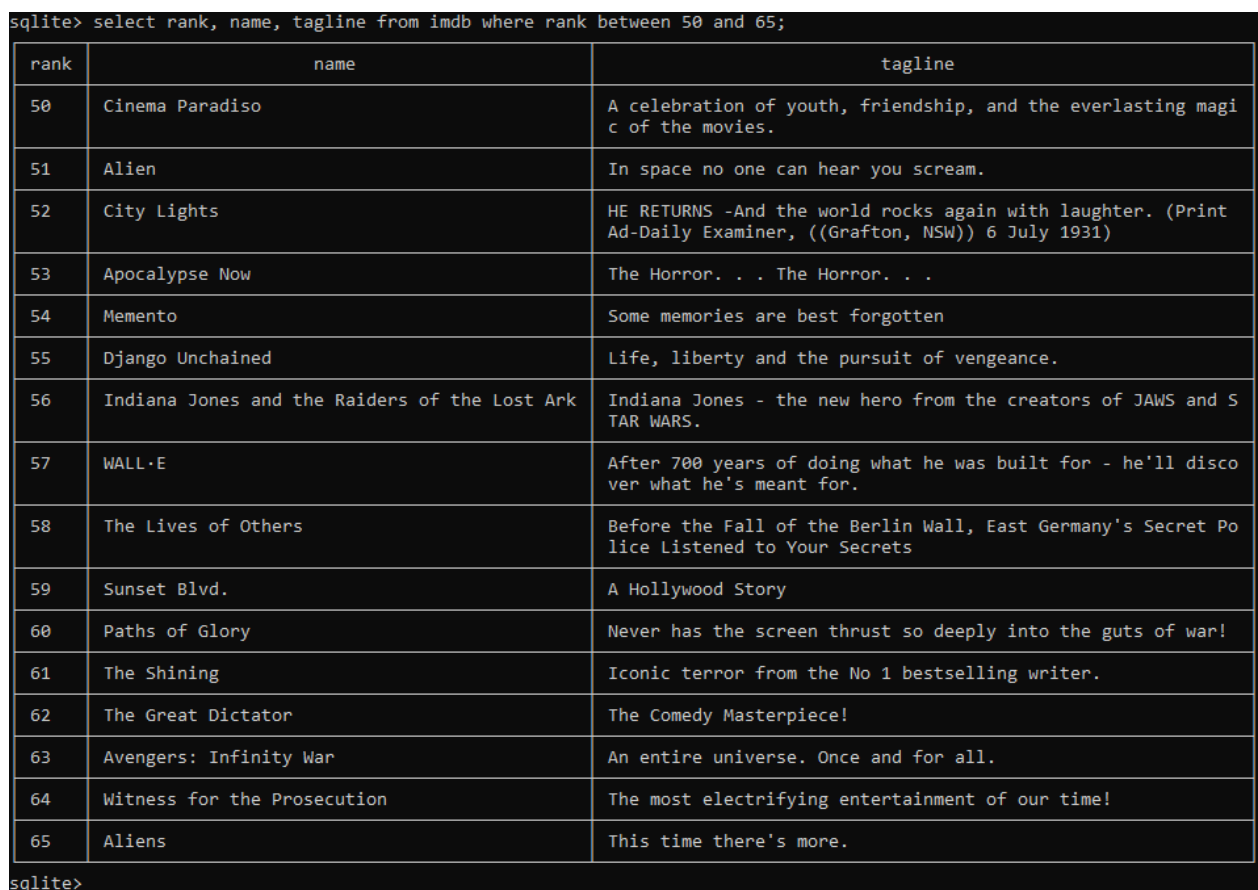 sqlite> select rank, name, tagline from imdb where rank between 50 and 65;
rank name tagline
50 Cinema Paradiso A celebration of youth, friendship, and the everlasting magi
c of the movies.
51 Alien In space no one can hear you scream.
52 City Lights HE RETURNS -And the world rocks again with laughter. (Print
Ad-Daily Examiner, ((Grafton, NSW)) 6 July 1931)
53 Apocalypse Now The Horror. . . The Horror. . .
54 Memento Some memories are best forgotten
55 Django Unchained Life, liberty and the pursuit of vengeance.
56 Indiana Jones and the Raiders of the Lost Ark Indiana Jones - the new hero from the creators of JAWS and S
TAR WARS.
57 WALL·E After 700 years of doing what he was built for - he'll disco
ver what he's meant for.
58 The Lives of Others Before the Fall of the Berlin Wall, East Germany's Secret Po
lice Listened to Your Secrets
59 Sunset Blvd. A Hollywood Story
60 Paths of Glory Never has the screen thrust so deeply into the guts of war!
61 The Shining Iconic terror from the No 1 bestselling writer.
62 The Great Dictator The Comedy Masterpiece!
63 Avengers: Infinity War An entire universe. Once and for all.
64 Witness for the Prosecution The most electrifying entertainment of our time!
65 Aliens This time there's more.
sqlite>